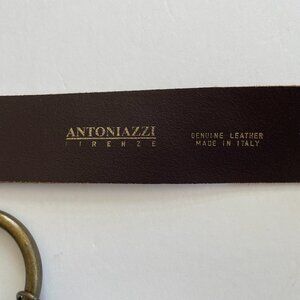 ANTONIAZZI
FIRENZE
GENUINE LEATHER
MADE IN ITALY